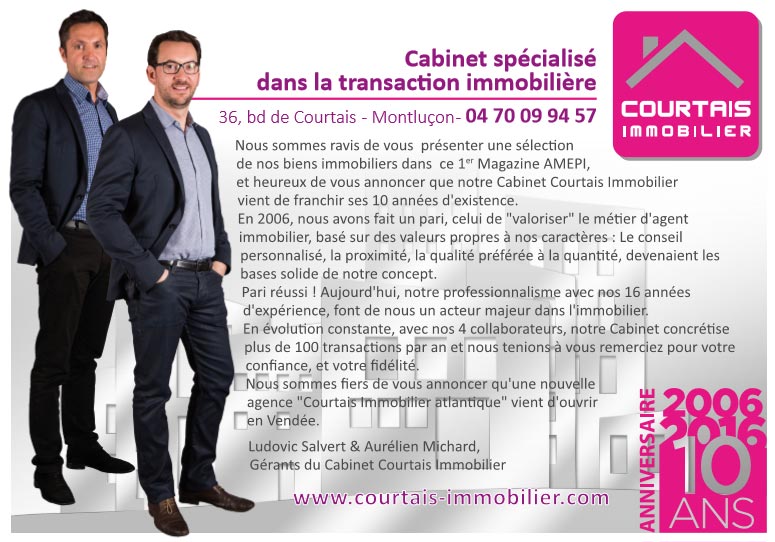 Cabinet spécialisé
dans la transaction immobilière
36, bd de Courtais - Montluçon- 04 70 09 94 57
COURTAIS
IMMOBILIER
Nous sommes ravis de vous présenter une sélection
de nos biens immobiliers dans ce 1er Magazine AMEPI,
et heureux de vous annoncer que notre Cabinet Courtais Immobilier
vient de franchir ses 10 années d'existence.
En 2006, nous avons fait un pari, celui de "valoriser" le métier d'agent
immobilier, basé sur des valeurs propres à nos caractères : Le conseil
personnalisé, la proximité, la qualité préférée à la quantité, devenaient les
bases solide de notre concept.
Pari réussi ! Aujourd'hui, notre professionnalisme avec nos 16 années
d'expérience, font de nous un acteur majeur dans l'immobilier.
En évolution constante, avec nos 4 collaborateurs, notre Cabinet concrétise
plus de 100 transactions par an et nous tenions à vous remerciez pour votre
confiance, et votre fidélité.
Nous sommes fiers de vous annoncer qu'une nouvelle
agence "Courtais Immobilier atlantique" vient d'ouvrir
en Vendée.
Ludovic Salvert & Aurélien Michard,
Gérants du Cabinet Courtais Immobilier
www.courtais-immobilier.com
ANNIVERSAIRE
2006
2016
10
ANS